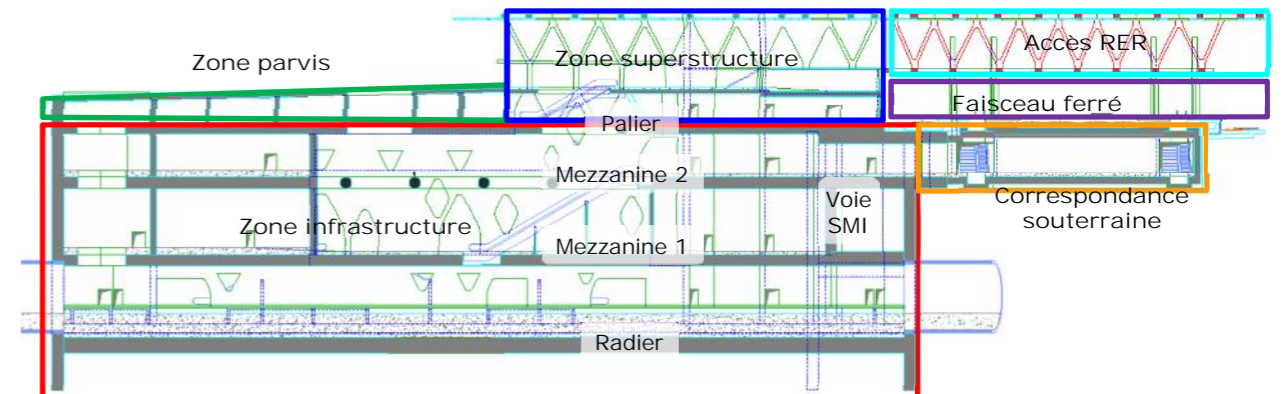 Zone parvis
Zone superstructure
Accès RER
Faisceau ferré
Palier
Mezzanine 2
Correspondance
souterraine
Voie
SMI
Zone infrastructure
Mezzanine 1
Radier